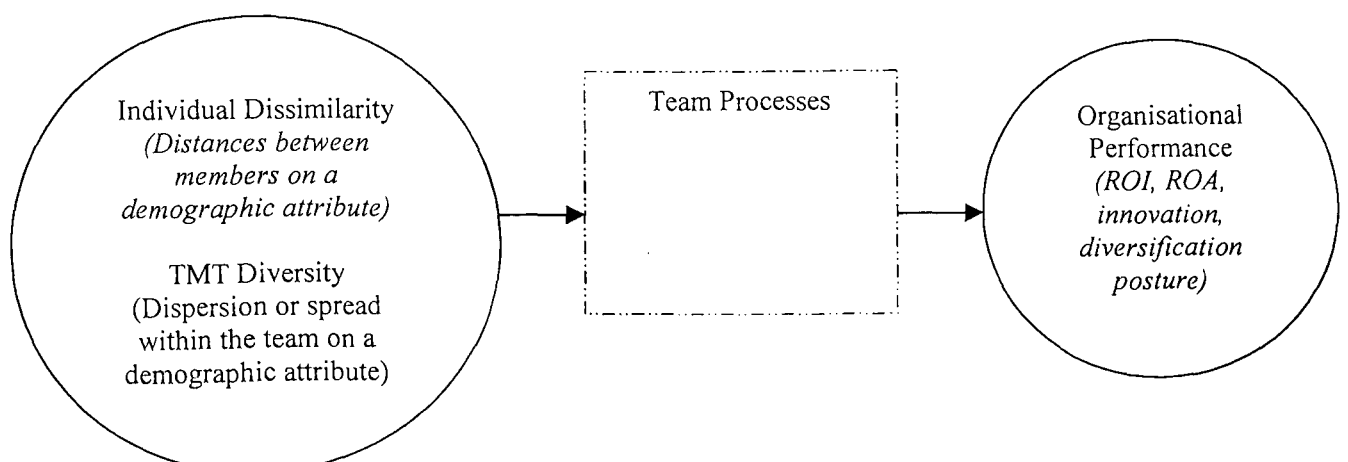 Individual Dissimilarity
(Distances between
members on a
demographic attribute)
TMT Diversity
(Dispersion or spread
within the team on a
demographic attribute)
Team Processes
Organisational
Performance
(ROI, ROA,
innovation,
diversification
posture)